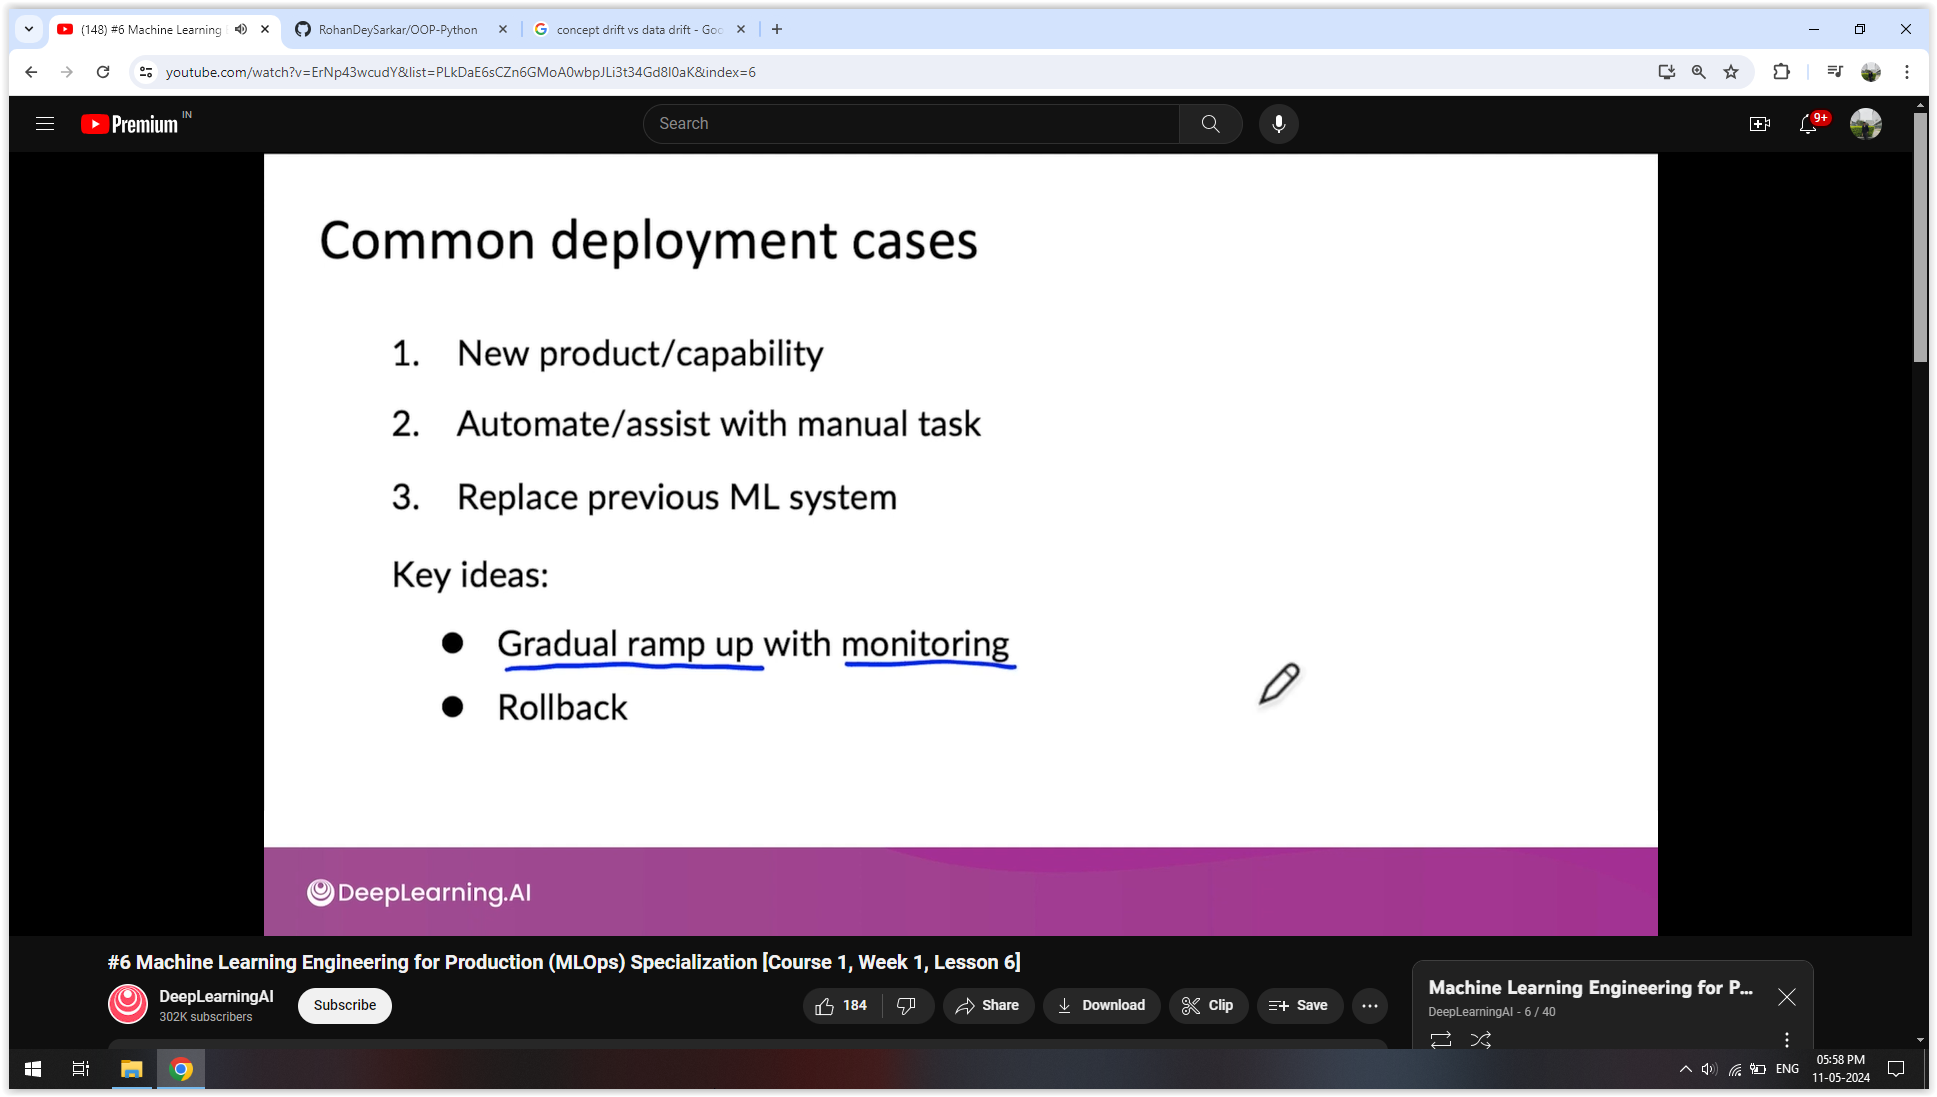 (148) #6 Machine Learning
RohanDeySarkar/OOP-Python
concept drift vs data drift - Goo
youtube.com/watch?v=ErNp43wcudY&list=PLkDaE6sCZn6GMoA0wbpJLi3t34Gd8l0aK&index=6
Premium IN
Search
9+
Common deployment cases
1. New product/capability
2. Automate/assist with manual task
3. Replace previous ML system
Key ideas:
● Gradual ramp up with monitoring
● Rollback
DeepLearning.AI
#6 Machine Learning Engineering for Production (MLOps) Specialization [Course 1, Week 1, Lesson 6]
DeepLearningAI
302K subscribers
Subscribe
184
Share
Download
Clip
Save
Machine Learning Engineering for P...
DeepLearningAI - 6 / 40
ENG
05:58 PM
11-05-2024